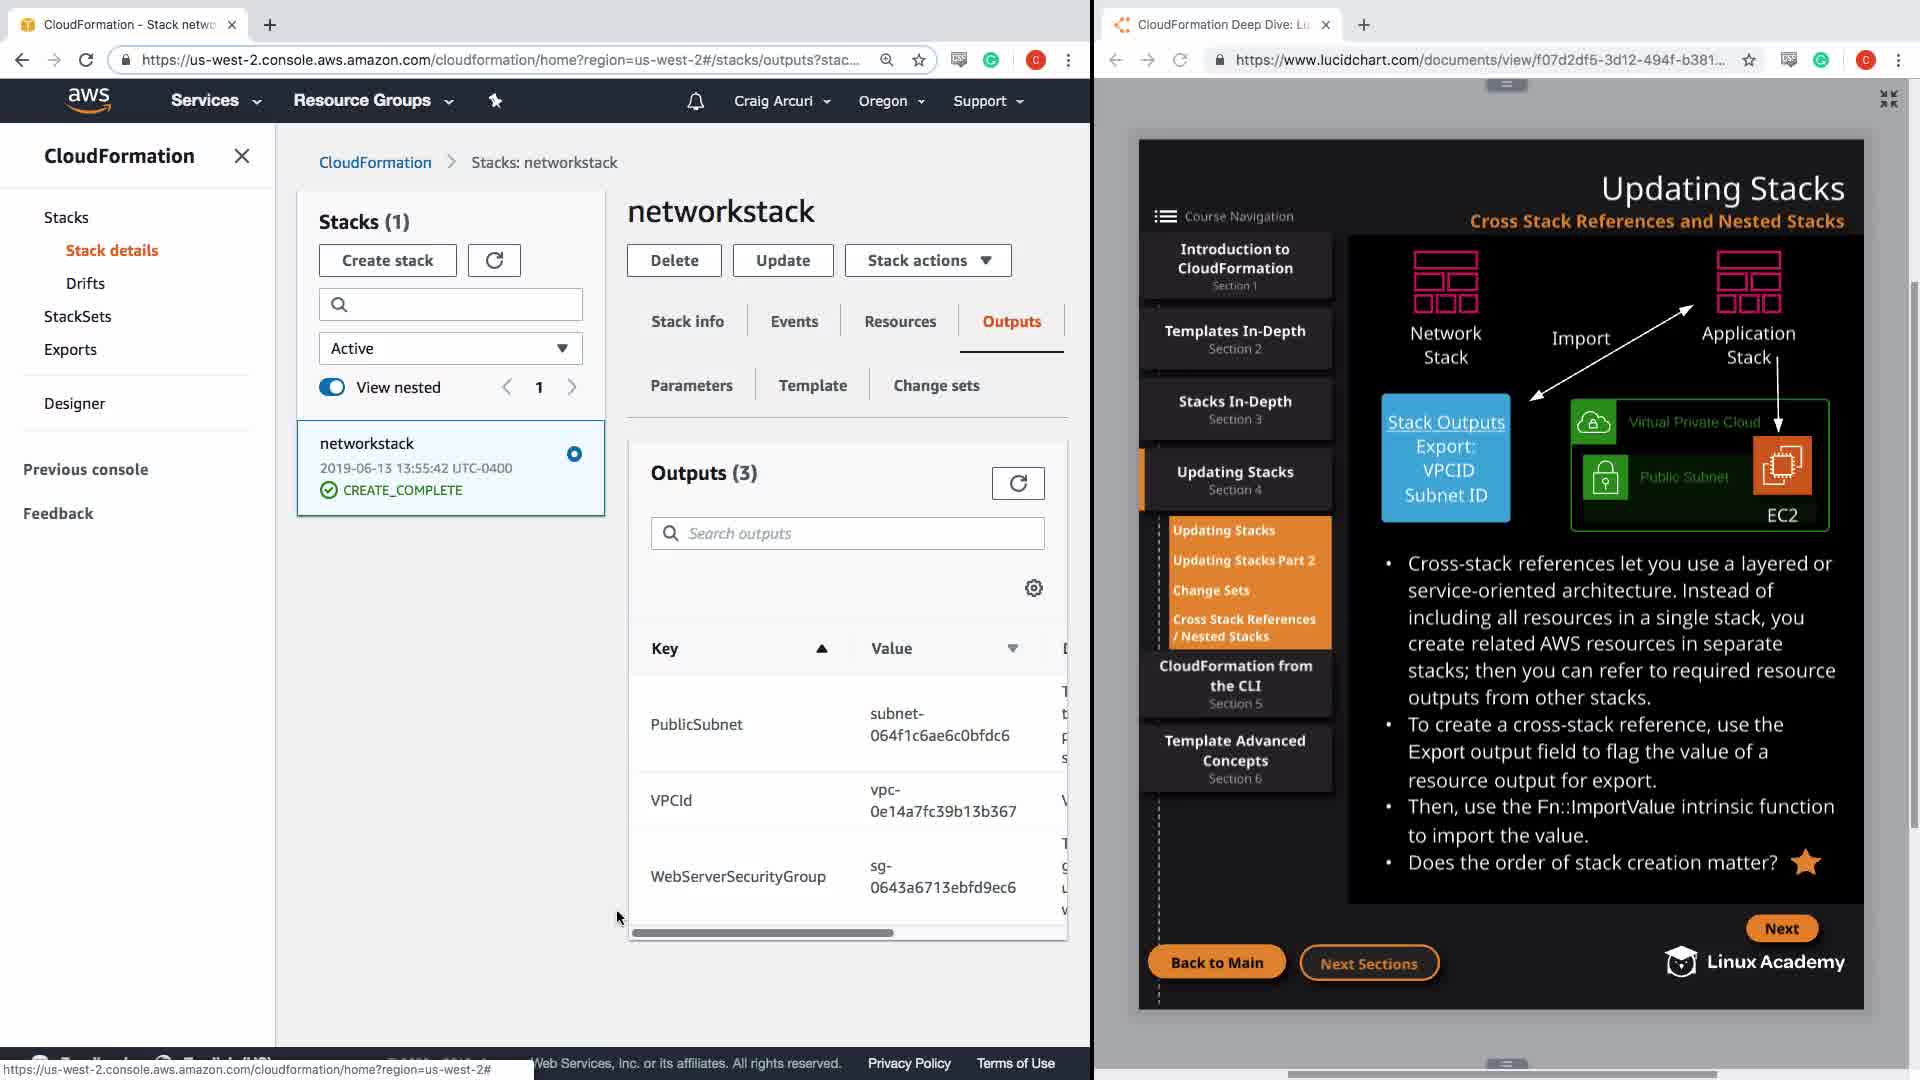 CloudFormation - Stack netwo
https://us-west-2.console.aws.amazon.com/cloudformation/home?region=us-west-2#/stacks/outputs?stac...
C
aws
Services
Resource Groups
Craig Arcuri
Oregon
Support
CloudFormation
Stacks
Stack details
Drifts
StackSets
Exports
Designer
Previous console
Feedback
CloudFormation
Stacks: networkstack
Stacks (1)
Create stack
Active
View nested
1
networkstack
2019-06-13 13:55:42 UTC-0400
CREATE_COMPLETE
networkstack
Delete
Update
Stack actions
Stack info
Events
Resources
Outputs
Parameters
Template
Change sets
Outputs (3)
Search outputs
Key
Value
PublicSubnet
subnet-
064f1c6ae6c0bfdc6
VPCId
vpc-
0e14a7fc39b13b367
WebServerSecurityGroup
sg-
0643a6713ebfd9ec6
Web Services, Inc. or its affiliates. All rights reserved.
Privacy Policy
Terms of Use
https://us-west-2.console.aws.amazon.com/cloudformation/home?region=us-west-2#
CloudFormation Deep Dive: Lu
https://www.lucidchart.com/documents/view/f07d2df5-3d12-494f-b381...
C
Updating Stacks
Cross Stack References and Nested Stacks
Course Navigation
Introduction to
CloudFormation
Section 1
Templates In-Depth
Section 2
Stacks In-Depth
Section 3
Updating Stacks
Section 4
Updating Stacks
Updating Stacks Part 2
Change Sets
Cross Stack References
/ Nested Stacks
CloudFormation from
the CLI
Section 5
Template Advanced
Concepts
Section 6
Network
Stack
Import
Application
Stack
Stack Outputs
Export:
VPCID
Subnet ID
Virtual Private Cloud
Public Subnet
EC2
• Cross-stack references let you use a layered or
service-oriented architecture. Instead of
including all resources in a single stack, you
create related AWS resources in separate
stacks; then you can refer to required resource
outputs from other stacks.
• To create a cross-stack reference, use the
Export output field to flag the value of a
resource output for export.
• Then, use the Fn::ImportValue intrinsic function
to import the value.
• Does the order of stack creation matter?
Next
Back to Main
Next Sections
Linux Academy